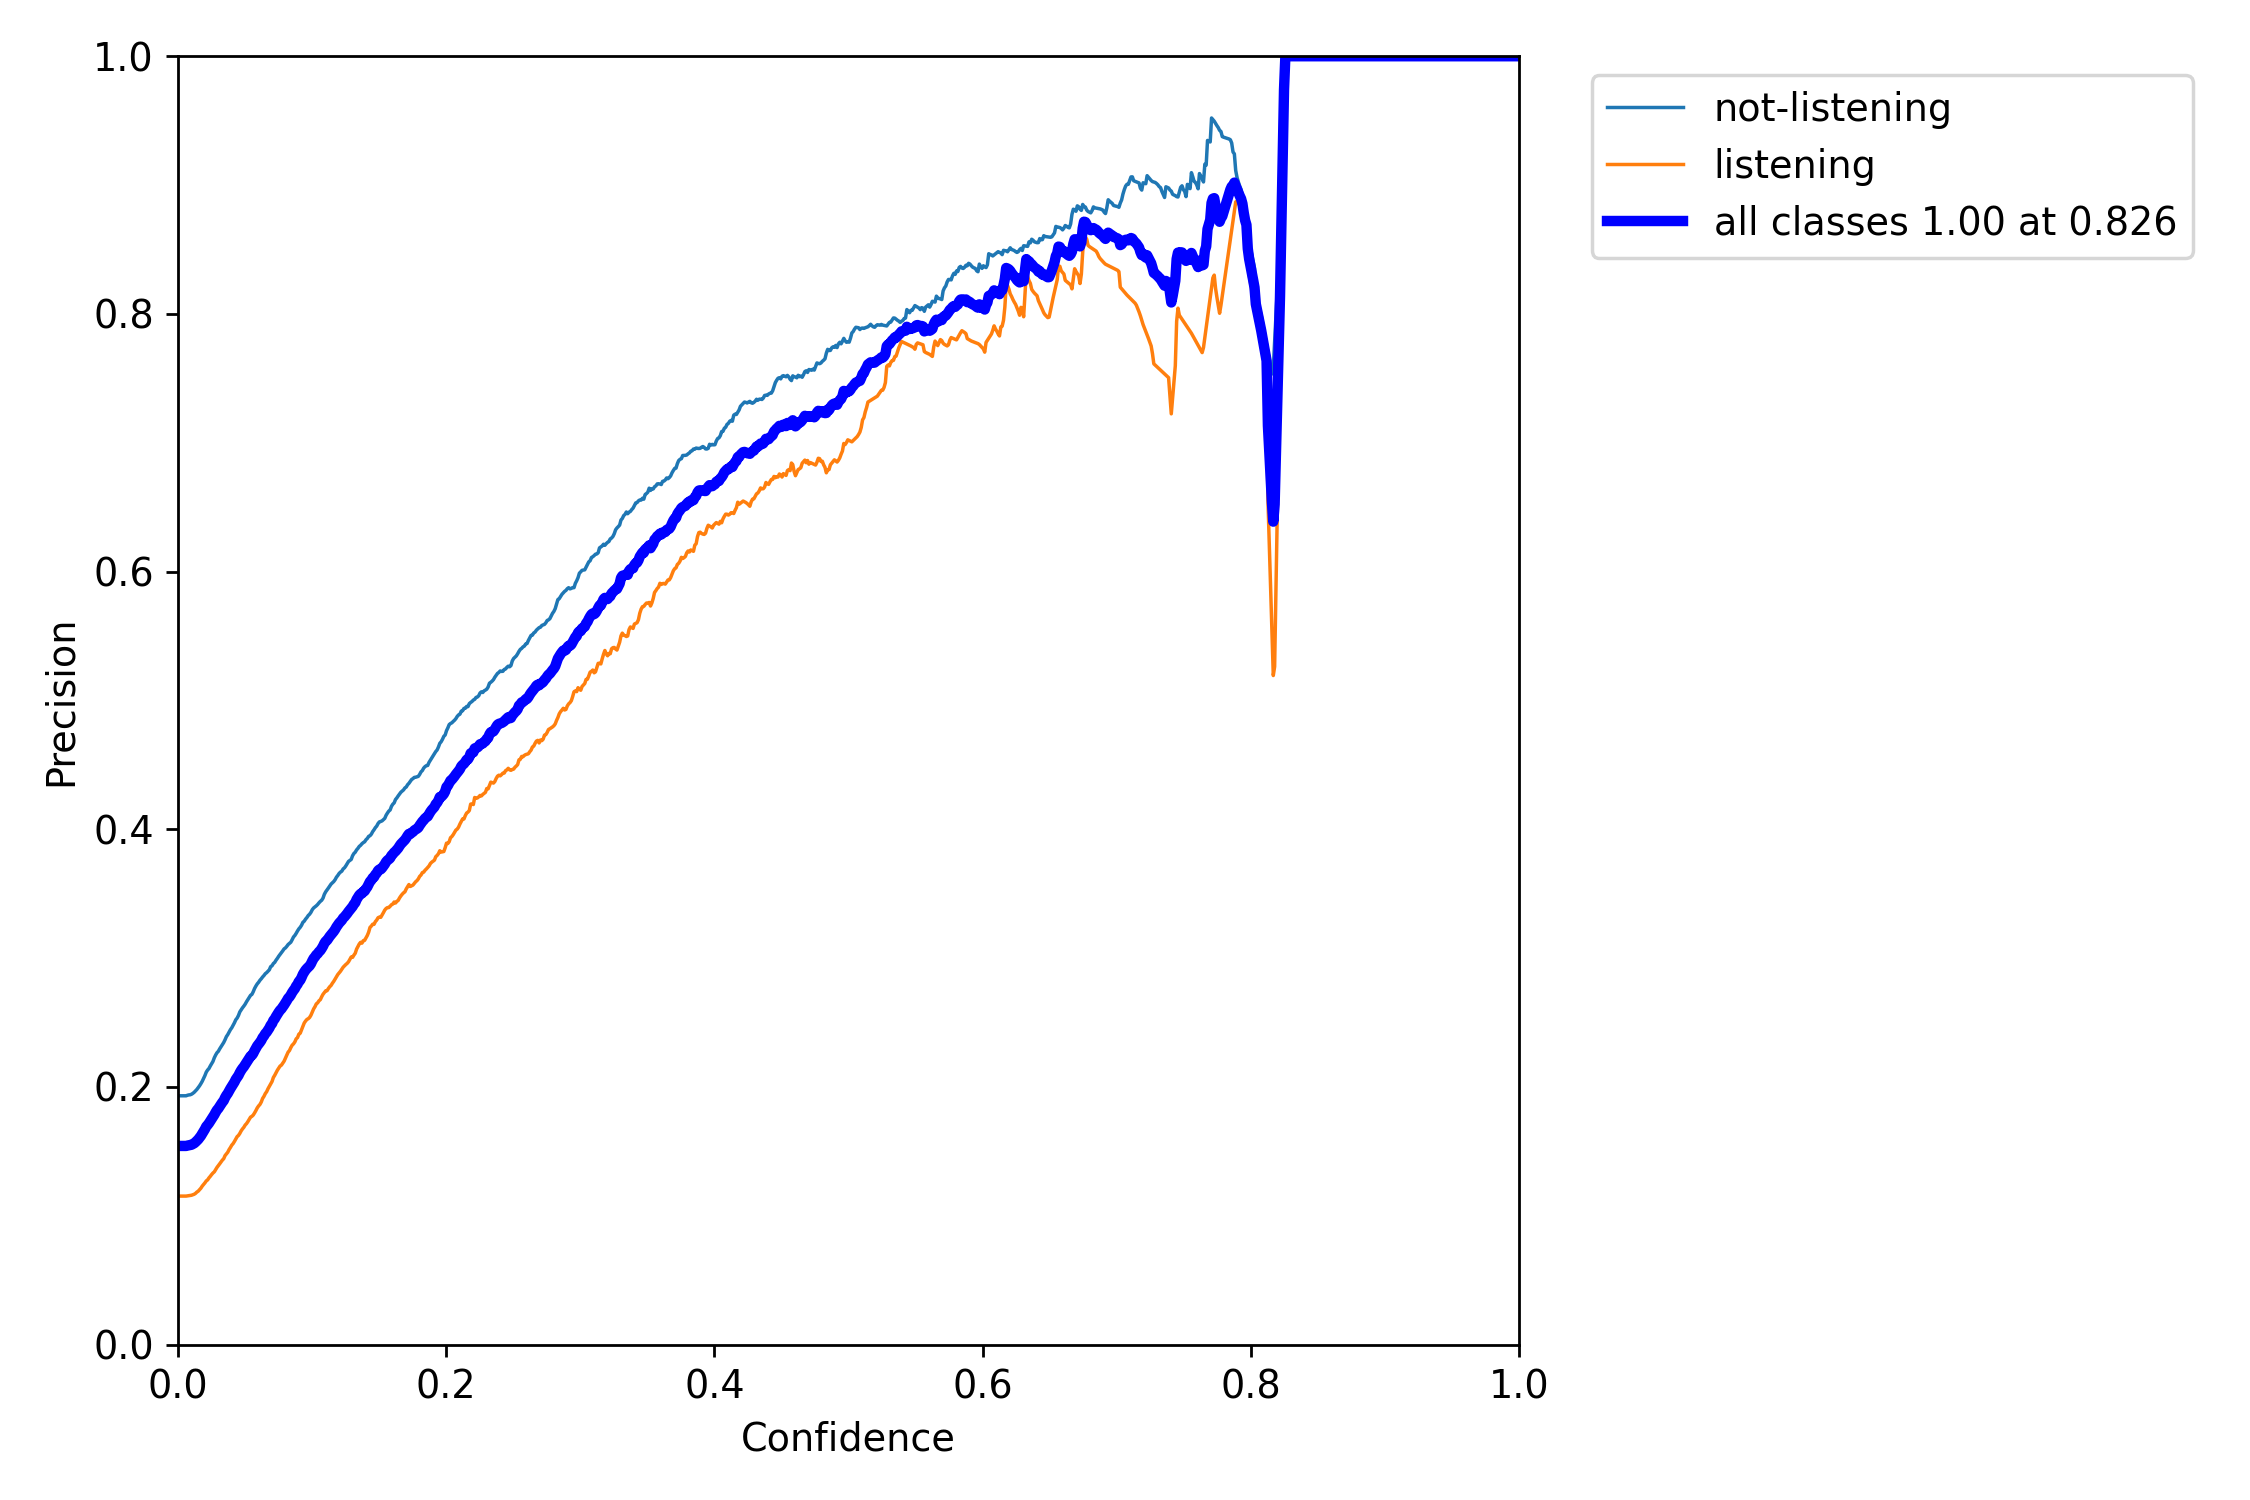 1.0
0.8
0.6
0.4
0.2
0.0
Precision
0.0 0.2 0.4 0.6 0.8 1.0
Confidence
not-listening
listening
all classes 1.00 at 0.826